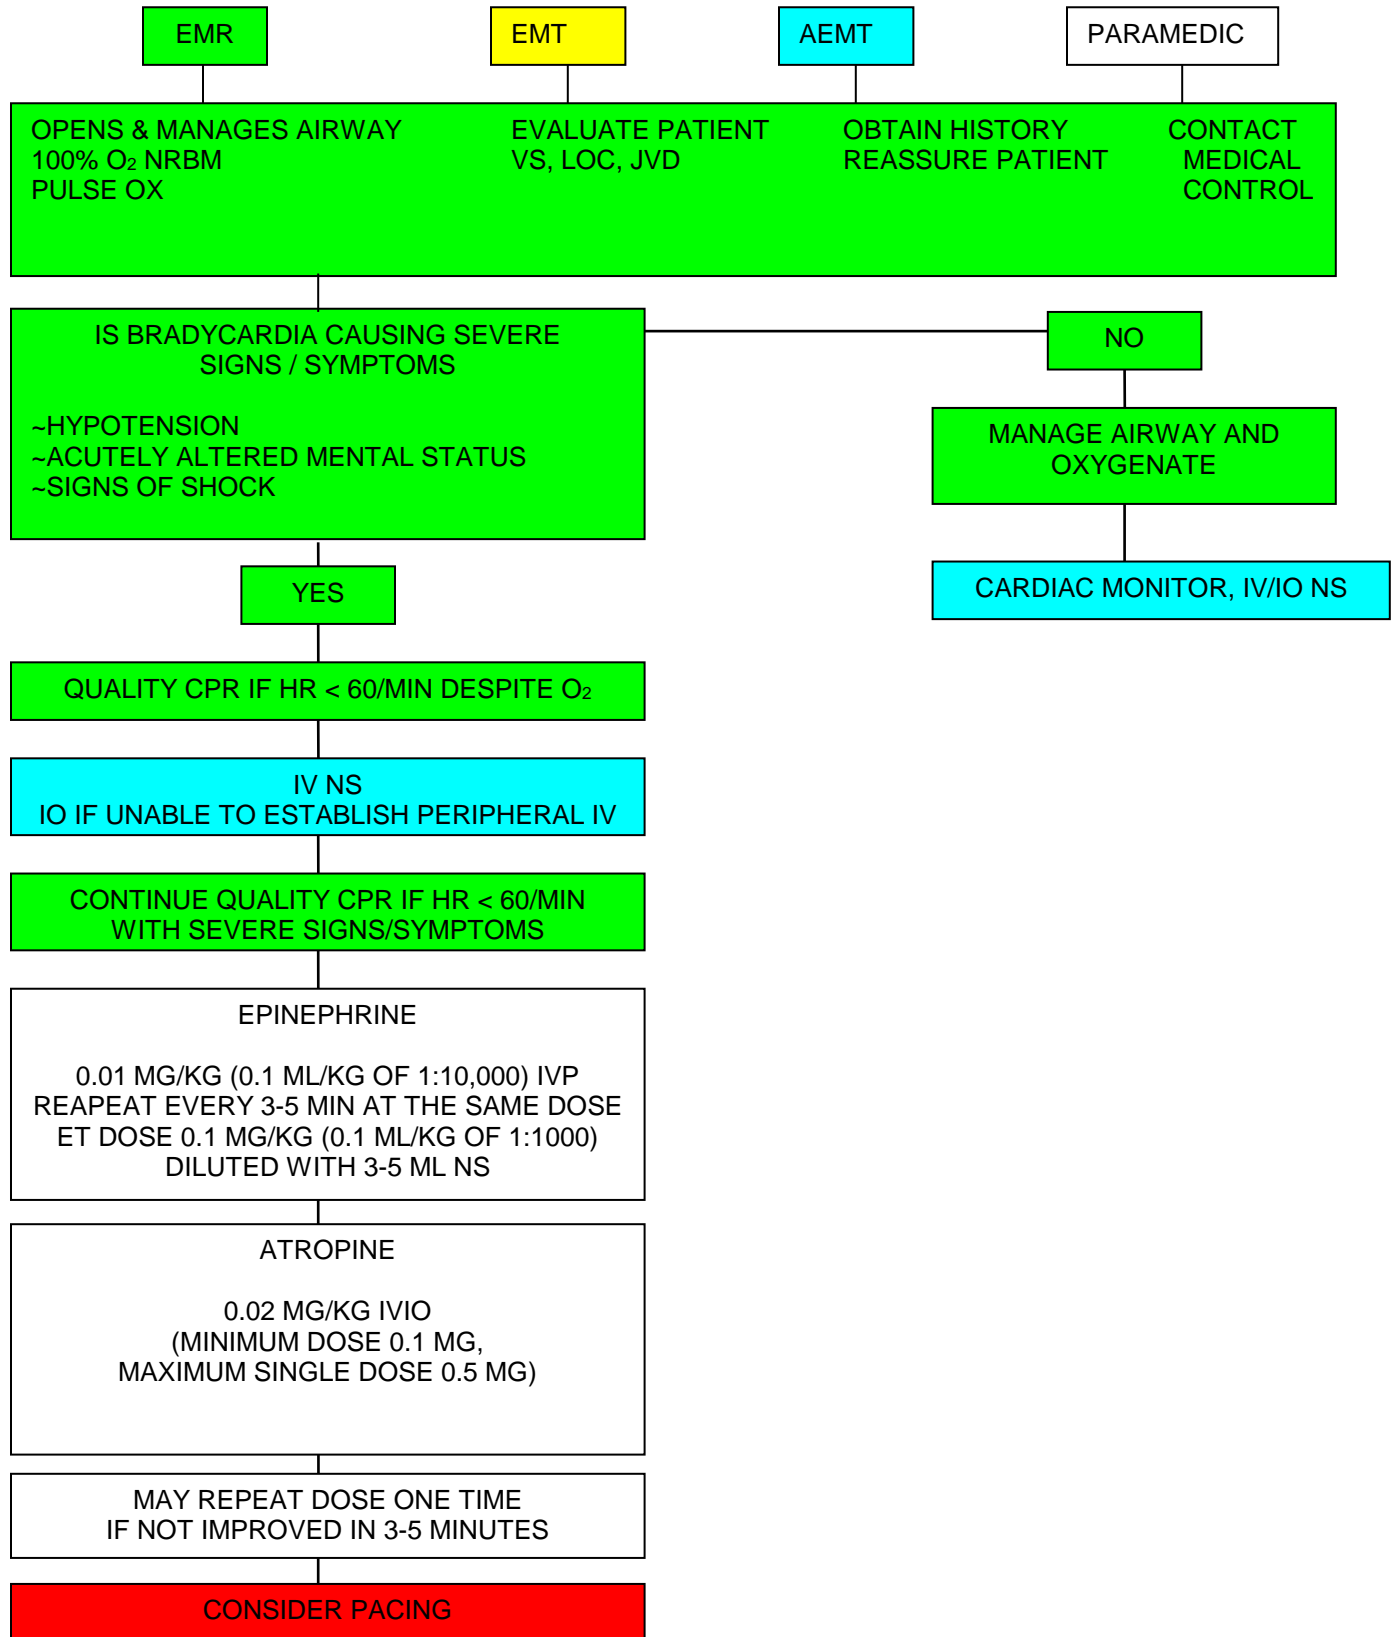 EMR
EMT
AEMT
PARAMEDIC
OPENS & MANAGES AIRWAY
100% O₂ NRBM
PULSE OX
EVALUATE PATIENT
VS, LOC, JVD
OBTAIN HISTORY
REASSURE PATIENT
CONTACT
MEDICAL
CONTROL
IS BRADYCARDIA CAUSING SEVERE
SIGNS / SYMPTOMS
~HYPOTENSION
~ACUTELY ALTERED MENTAL STATUS
~SIGNS OF SHOCK
NO
MANAGE AIRWAY AND
OXYGENATE
CARDIAC MONITOR, IV/IO NS
YES
QUALITY CPR IF HR < 60/MIN DESPITE O₂
IV NS
IO IF UNABLE TO ESTABLISH PERIPHERAL IV
CONTINUE QUALITY CPR IF HR < 60/MIN
WITH SEVERE SIGNS/SYMPTOMS
EPINEPHRINE
0.01 MG/KG (0.1 ML/KG OF 1:10,000) IVP
REAPEAT EVERY 3-5 MIN AT THE SAME DOSE
ET DOSE 0.1 MG/KG (0.1 ML/KG OF 1:1000)
DILUTED WITH 3-5 ML NS
ATROPINE
0.02 MG/KG IVIO
(MINIMUM DOSE 0.1 MG,
MAXIMUM SINGLE DOSE 0.5 MG)
MAY REPEAT DOSE ONE TIME
IF NOT IMPROVED IN 3-5 MINUTES
CONSIDER PACING